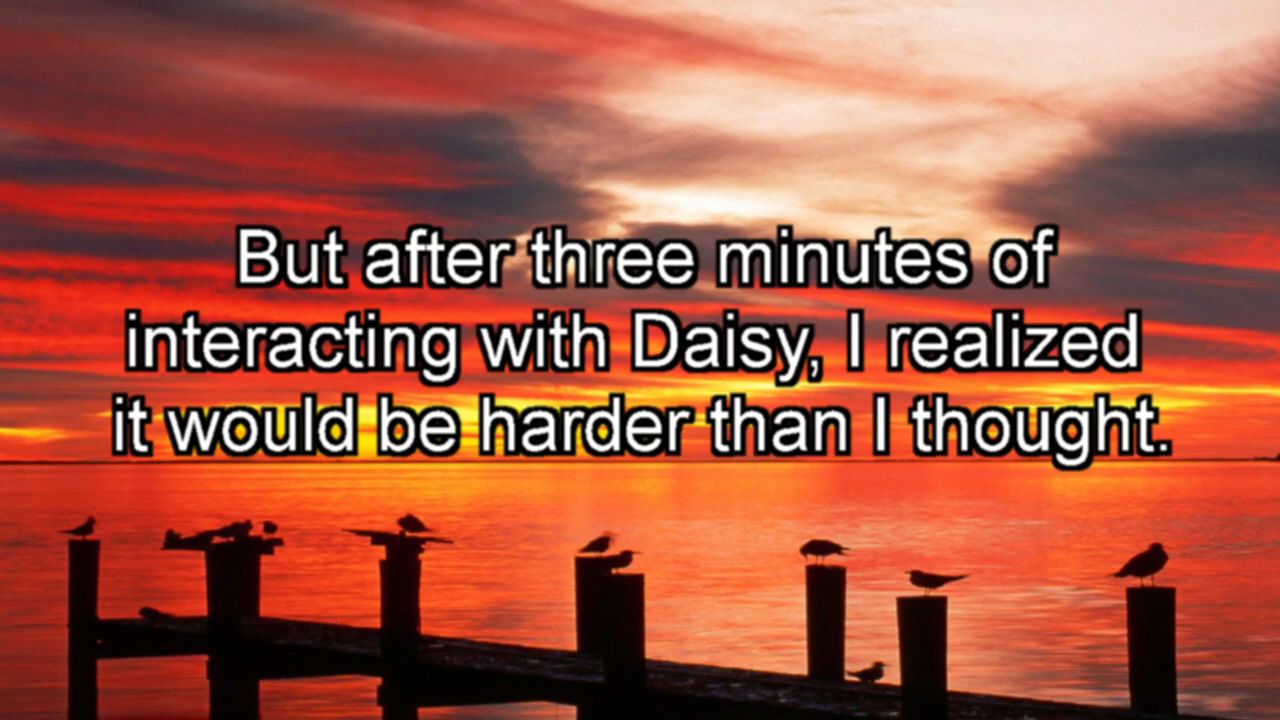 But after three minutes of
interacting with Daisy, I realized
it would be harder than I thought.